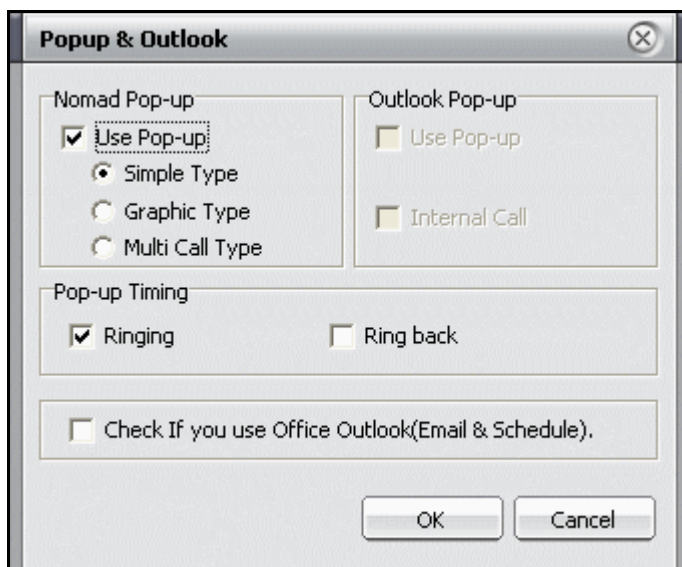 Popup & Outlook
Nomad Pop-up
Use Pop-up
Simple Type
Graphic Type
Multi Call Type
Outlook Pop-up
Use Pop-up
Internal Call
Pop-up Timing
Ringing
Ring back
Check If you use Office Outlook(Email & Schedule).
OK
Cancel